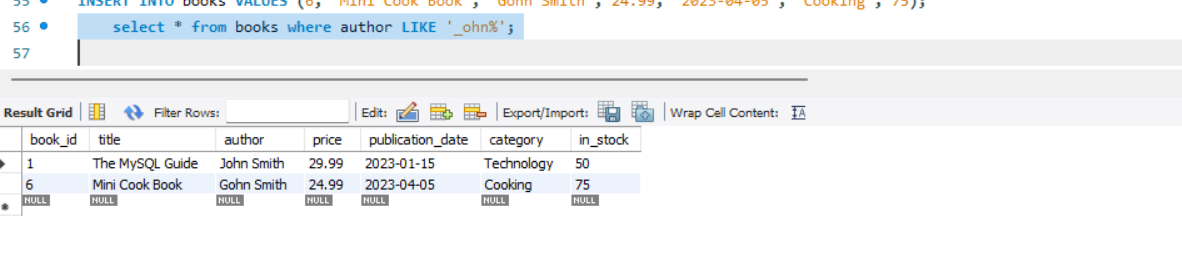 55 INSERT INTO books VALUES (6, "Mini Cook Book", "Gohn Smith", 24.99, "2023-04-05", "Cooking", 75);
56 select * from books where author LIKE '_ohn%';
57
Result Grid Filter Rows: Edit: Export/Import: Wrap Cell Content: IA
book_id title author price publication_date category in_stock
1 The MySQL Guide John Smith 29.99 2023-01-15 Technology 50
6 Mini Cook Book Gohn Smith 24.99 2023-04-05 Cooking 75
NULL NULL NULL NULL NULL NULL NULL